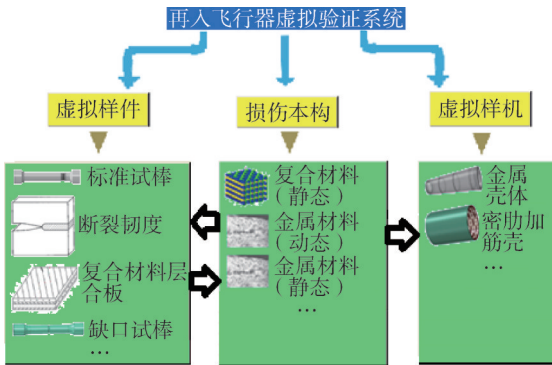 再入飞行器虚拟验证系统
虚拟样件
损伤本构
虚拟样机
标准试棒
断裂韧度
复合材料层
合板
缺口试棒
…
复合材料
(静态)
金属材料
(动态)
金属材料
(静态)
…
金属
壳体
密肋加
筋壳
…